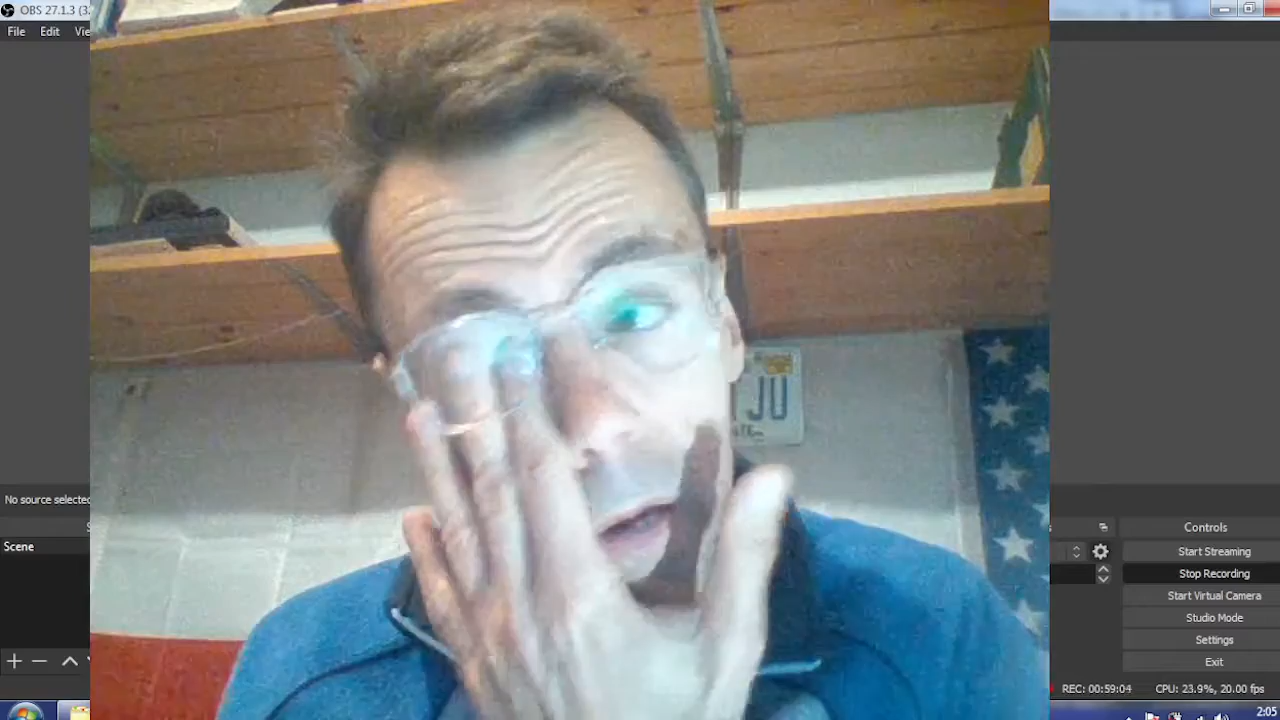 OBS 27.1.3 (3
File
Edit
No source selected
Scene
JU
Controls
Start Streaming
Stop Recording
Start Virtual Camera
Studio Mode
Settings
Exit
REC: 00:59:04
CPU: 23.9%, 20.00 fps
2:05